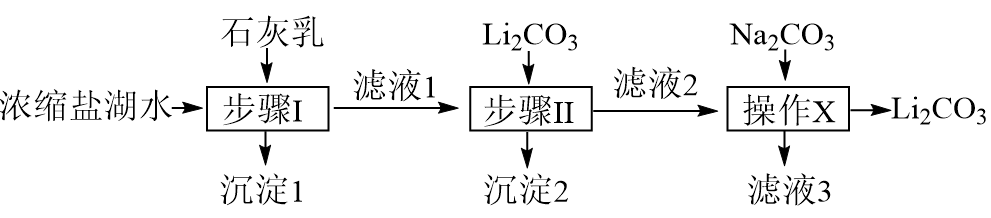 石灰乳
Li₂CO₃
Na₂CO₃
浓缩盐湖水
步骤I
滤液1
步骤II
滤液2
操作X
Li₂CO₃
沉淀1
沉淀2
滤液3